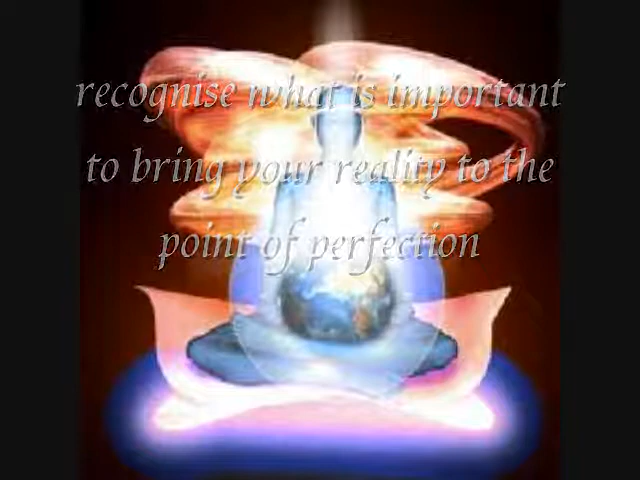 recognise what is important
to bring your reality to the
point of perfection